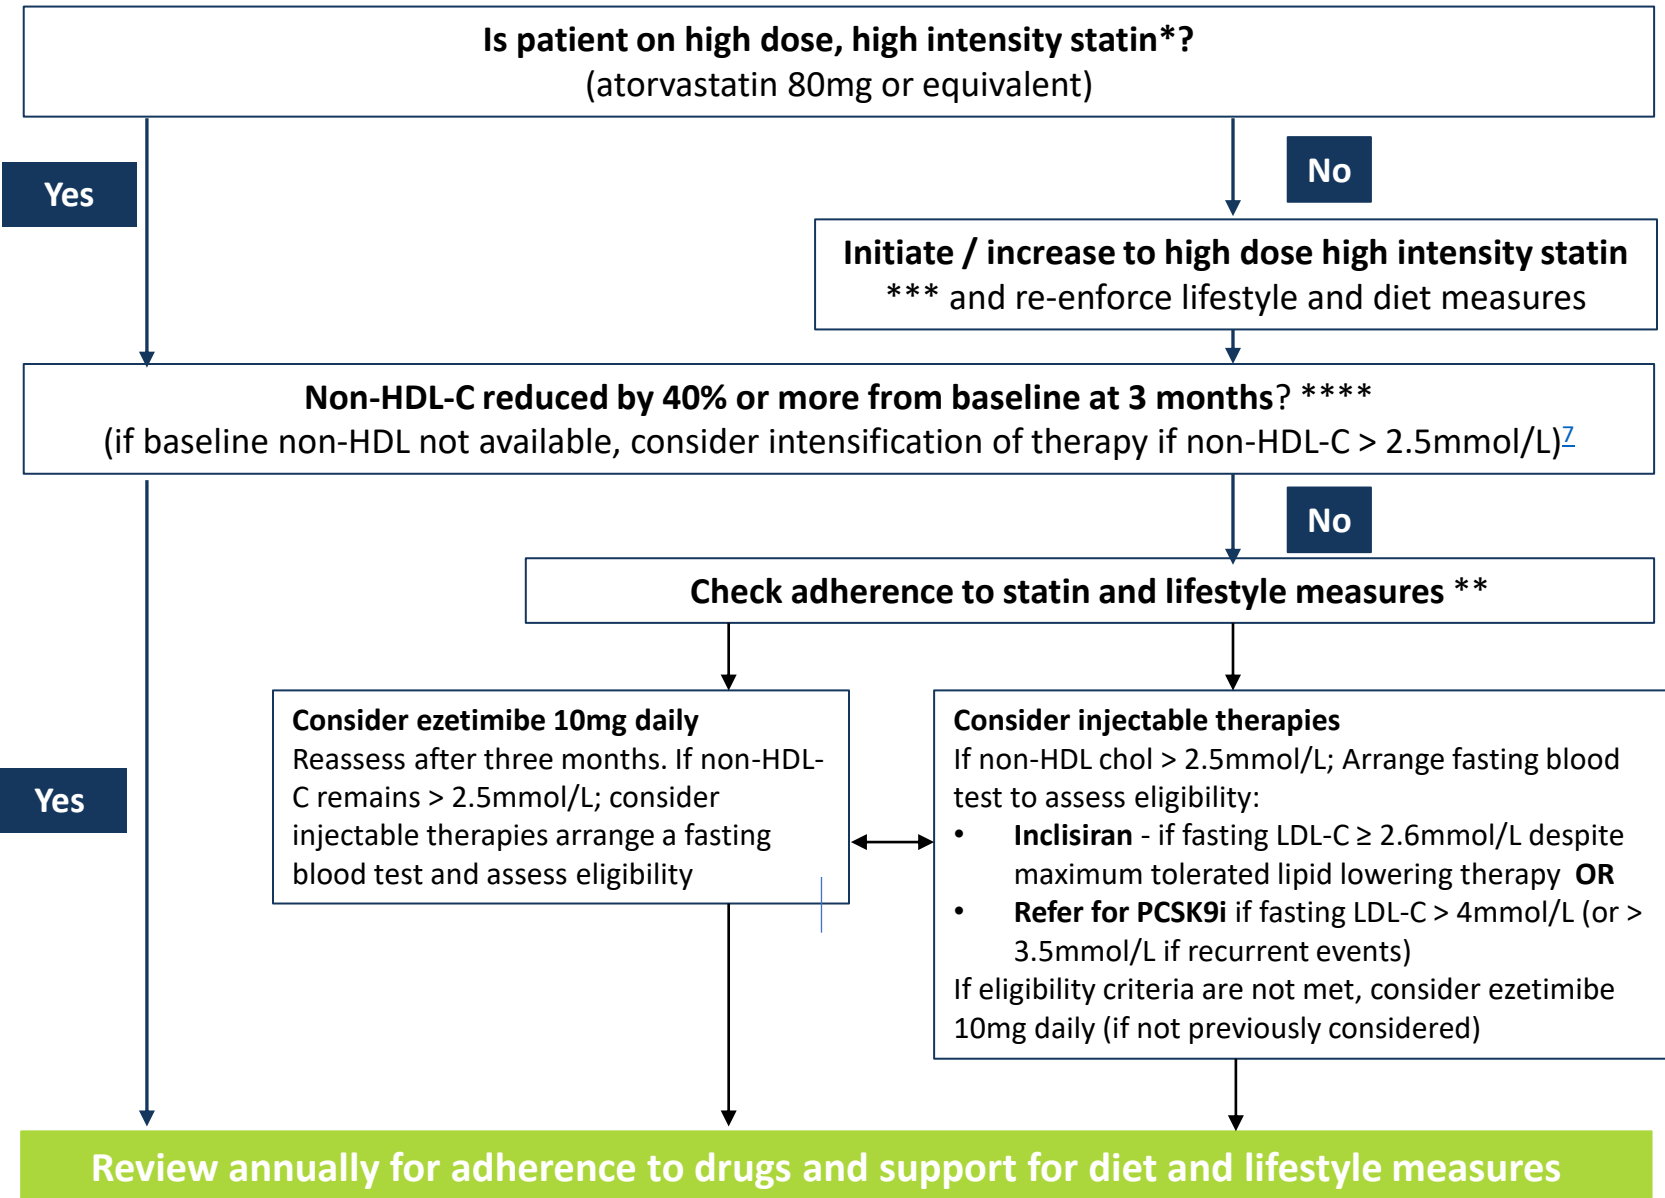 Is patient on high dose, high intensity statin*?
(atorvastatin 80mg or equivalent)
Yes
No
Initiate / increase to high dose high intensity statin
*** and re-enforce lifestyle and diet measures
Non-HDL-C reduced by 40% or more from baseline at 3 months? ****
(if baseline non-HDL not available, consider intensification of therapy if non-HDL-C > 2.5mmol/L)7
No
Check adherence to statin and lifestyle measures **
Consider ezetimibe 10mg daily
Reassess after three months. If non-HDL-
C remains > 2.5mmol/L; consider
injectable therapies arrange a fasting
blood test and assess eligibility
Consider injectable therapies
If non-HDL chol > 2.5mmol/L; Arrange fasting blood
test to assess eligibility:
• Inclisiran - if fasting LDL-C ≥ 2.6mmol/L despite
maximum tolerated lipid lowering therapy OR
• Refer for PCSK9i if fasting LDL-C > 4mmol/L (or >
3.5mmol/L if recurrent events)
If eligibility criteria are not met, consider ezetimibe
10mg daily (if not previously considered)
Yes
Review annually for adherence to drugs and support for diet and lifestyle measures